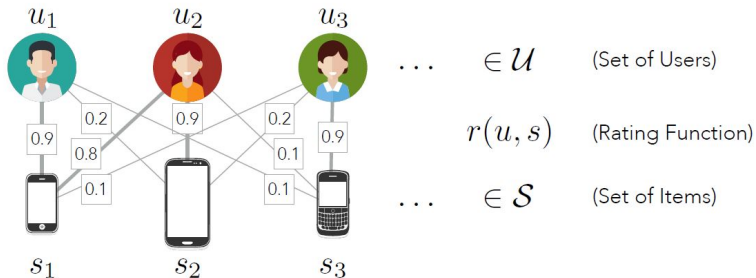 u₁ u₂ u₃
... ∈ 𝒰 (Set of Users)
0.9 0.2 0.8 0.9 0.1 0.2 0.1 0.1 0.9
r(u, s) (Rating Function)
... ∈ 𝒮 (Set of Items)
s₁ s₂ s₃